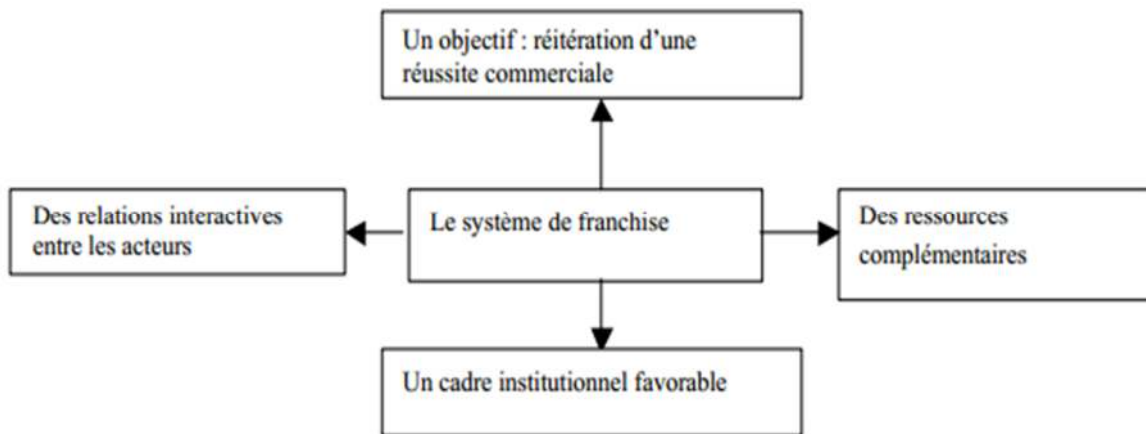 Un objectif : réitération d'une
réussite commerciale
Des relations interactives
entre les acteurs
Le système de franchise
Des ressources
complémentaires
Un cadre institutionnel favorable